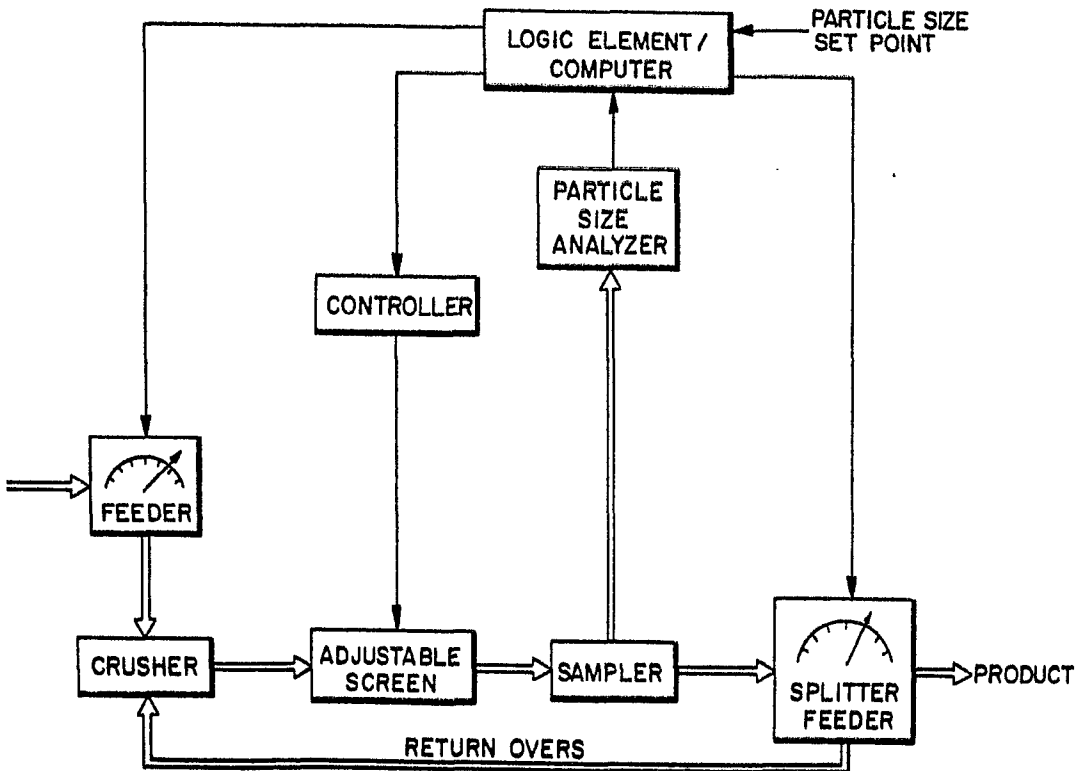 LOGIC ELEMENT/
COMPUTER
PARTICLE SIZE
SET POINT
PARTICLE
SIZE
ANALYZER
CONTROLLER
FEEDER
CRUSHER
ADJUSTABLE
SCREEN
SAMPLER
SPLITTER
FEEDER
PRODUCT
RETURN OVERS